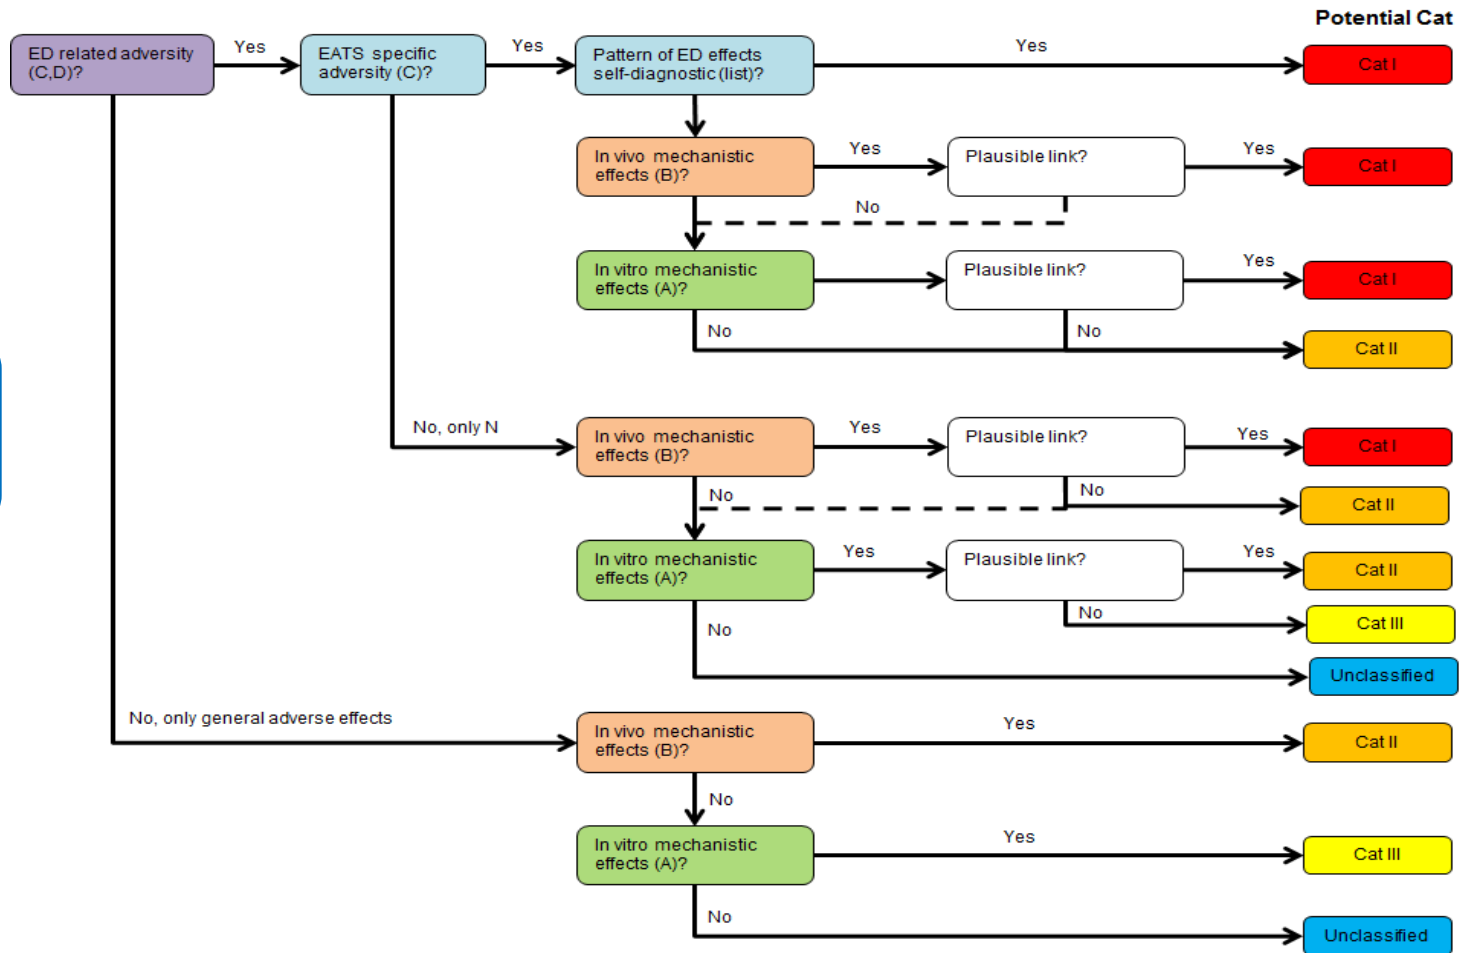 Potential Cat
ED related adversity
(C,D)?
Yes
EATS specific
adversity (C)?
Yes
Pattern of ED effects
self-diagnostic (list)?
Yes
Cat I
In vivo mechanistic
effects (B)?
Yes
Plausible link?
Yes
Cat I
No
In vitro mechanistic
effects (A)?
Plausible link?
Yes
Cat I
No
No
Cat II
No, only N
In vivo mechanistic
effects (B)?
Yes
Plausible link?
Yes
Cat I
No
No
Cat II
In vitro mechanistic
effects (A)?
Yes
Plausible link?
Yes
Cat II
No
No
Cat III
Unclassified
No, only general adverse effects
In vivo mechanistic
effects (B)?
Yes
Cat II
No
In vitro mechanistic
effects (A)?
Yes
Cat III
No
Unclassified